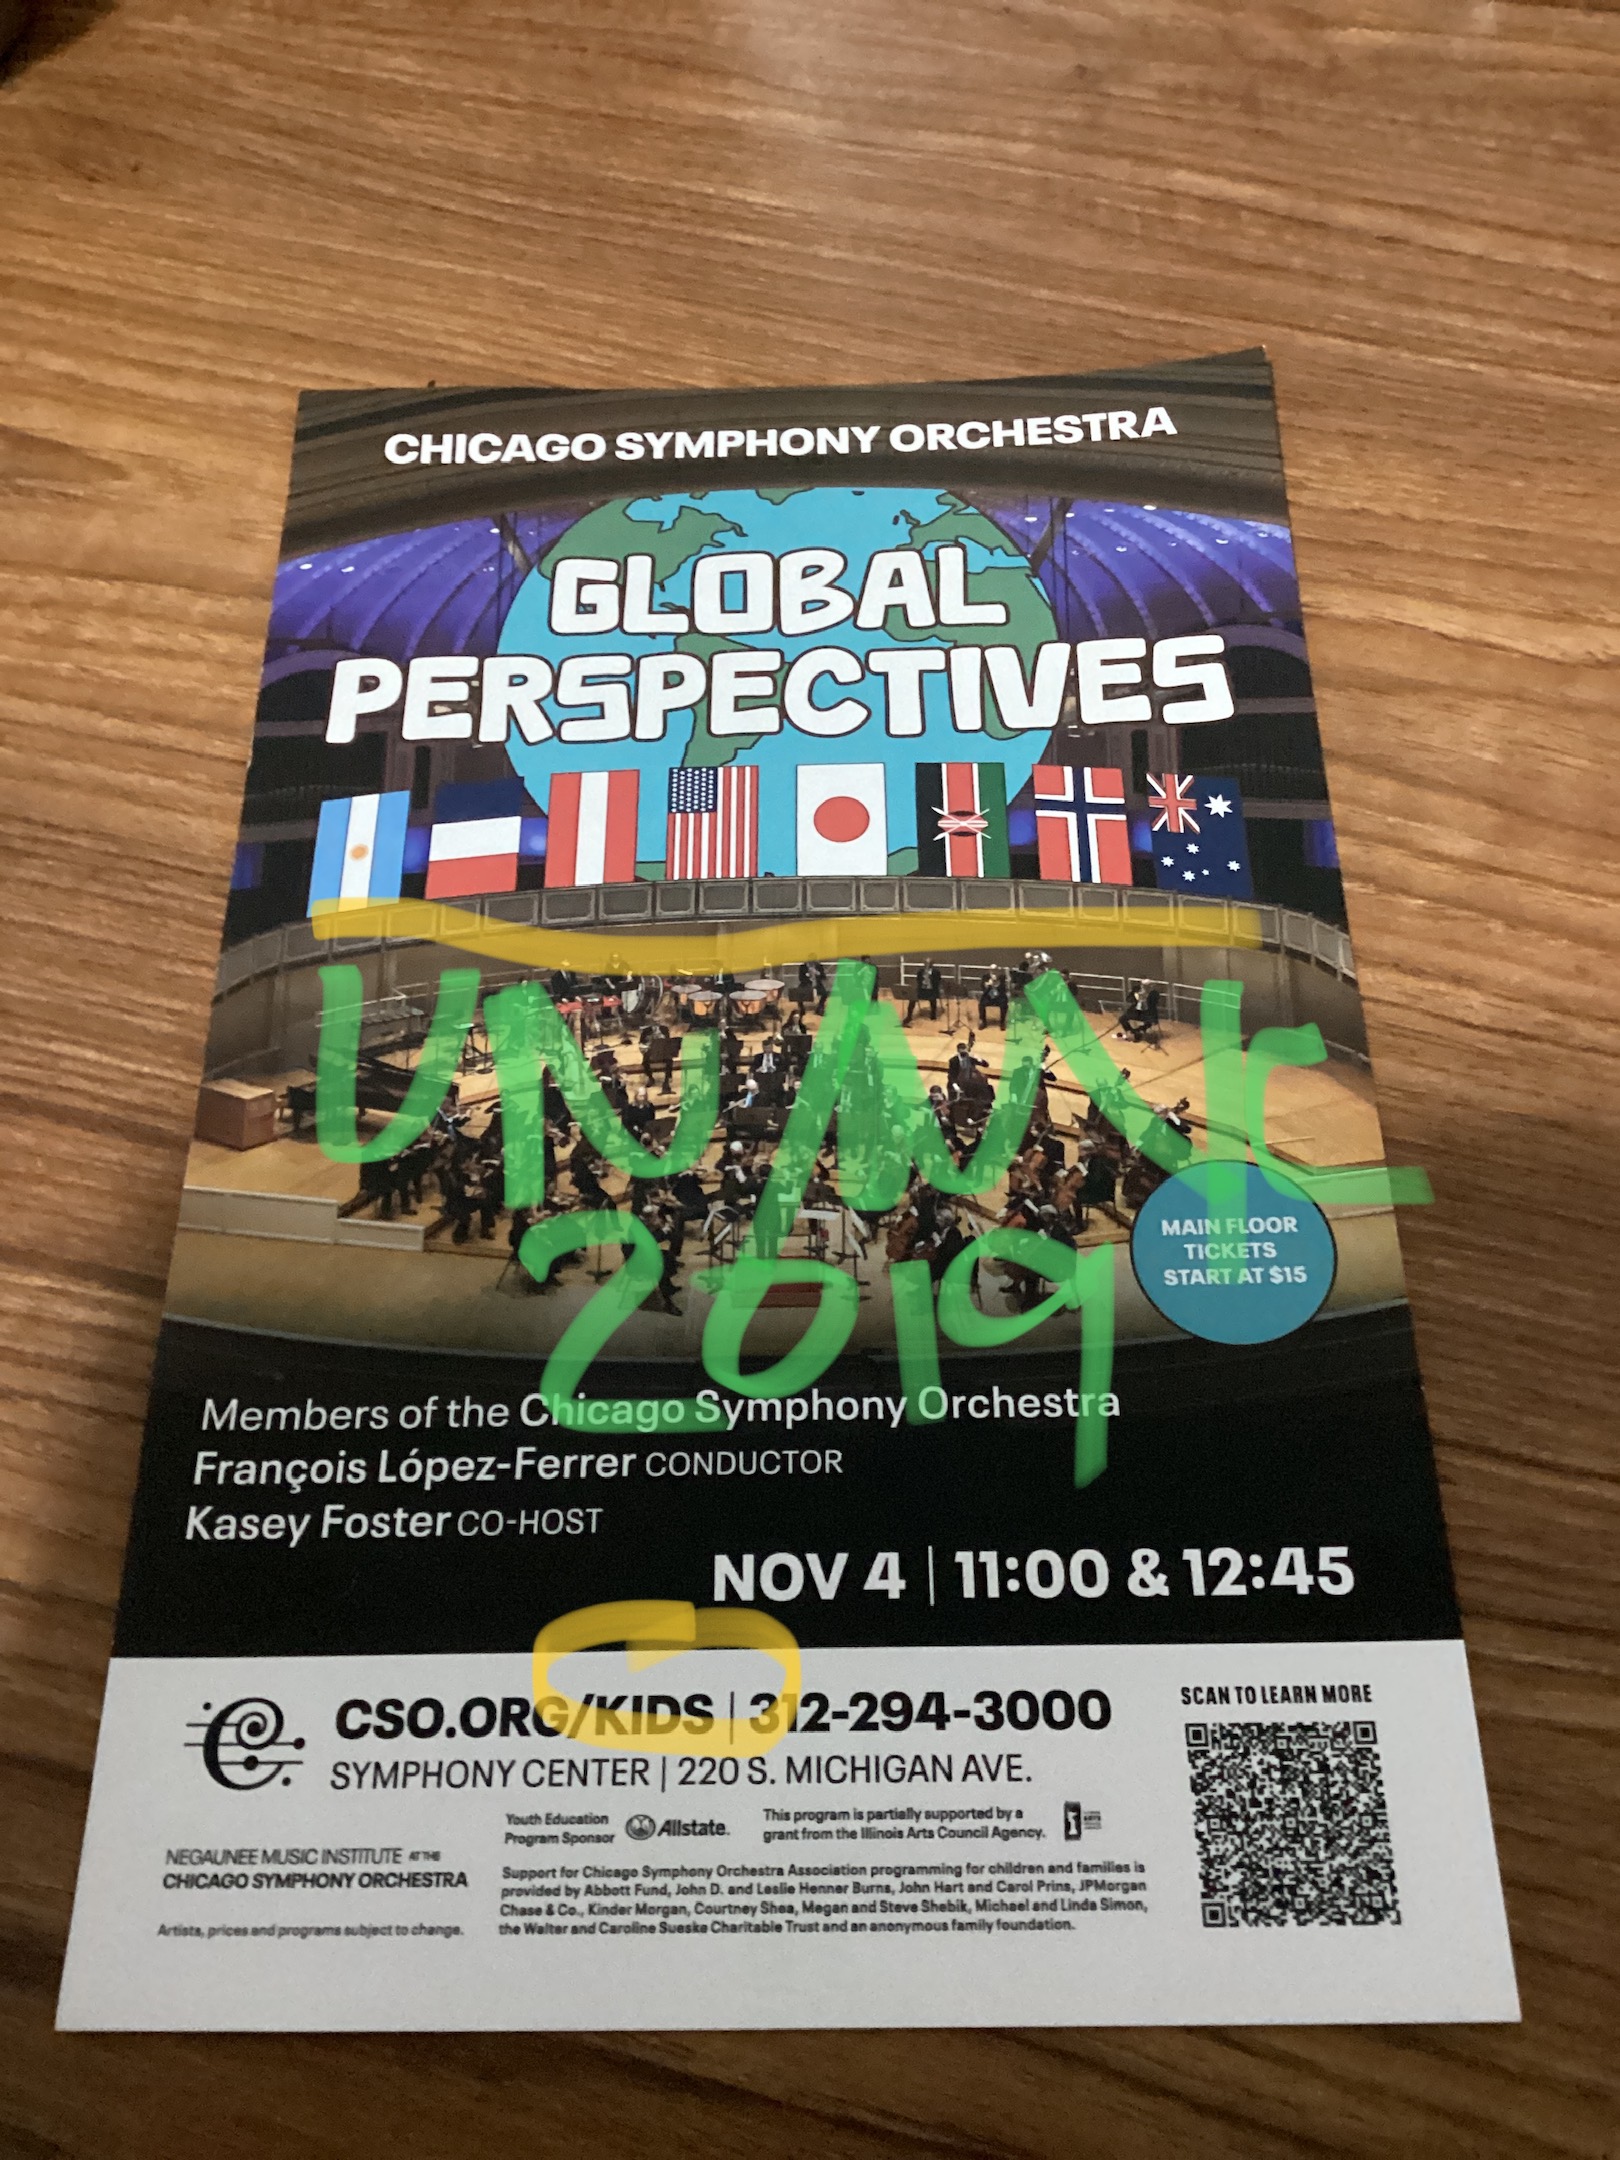 CHICAGO SYMPHONY ORCHESTRA
GLOBAL
PERSPECTIVES
2019
MAIN FLOOR
TICKETS
START AT $15
Members of the Chicago Symphony Orchestra
François López-Ferrer CONDUCTOR
Kasey Foster CO-HOST
NOV 4 | 11:00 & 12:45
CSO.ORG/KIDS | 312-294-3000
SYMPHONY CENTER | 220 S. MICHIGAN AVE.
SCAN TO LEARN MORE
Youth Education
Program Sponsor
Allstate.
This program is partially supported by a
grant from the Illinois Arts Council Agency.
NEGAUNEE MUSIC INSTITUTE AT THE
CHICAGO SYMPHONY ORCHESTRA
Artists, prices and programs subject to change.
Support for Chicago Symphony Orchestra Association programming for children and families is
provided by Abbott Fund, John D. and Leslie Henner Burns, John Hart and Carol Prins, JPMorgan
Chase & Co., Kinder Morgan, Courtney Shea, Megan and Steve Shebik, Michael and Linda Simon,
the Walter and Caroline Sueske Charitable Trust and an anonymous family foundation.